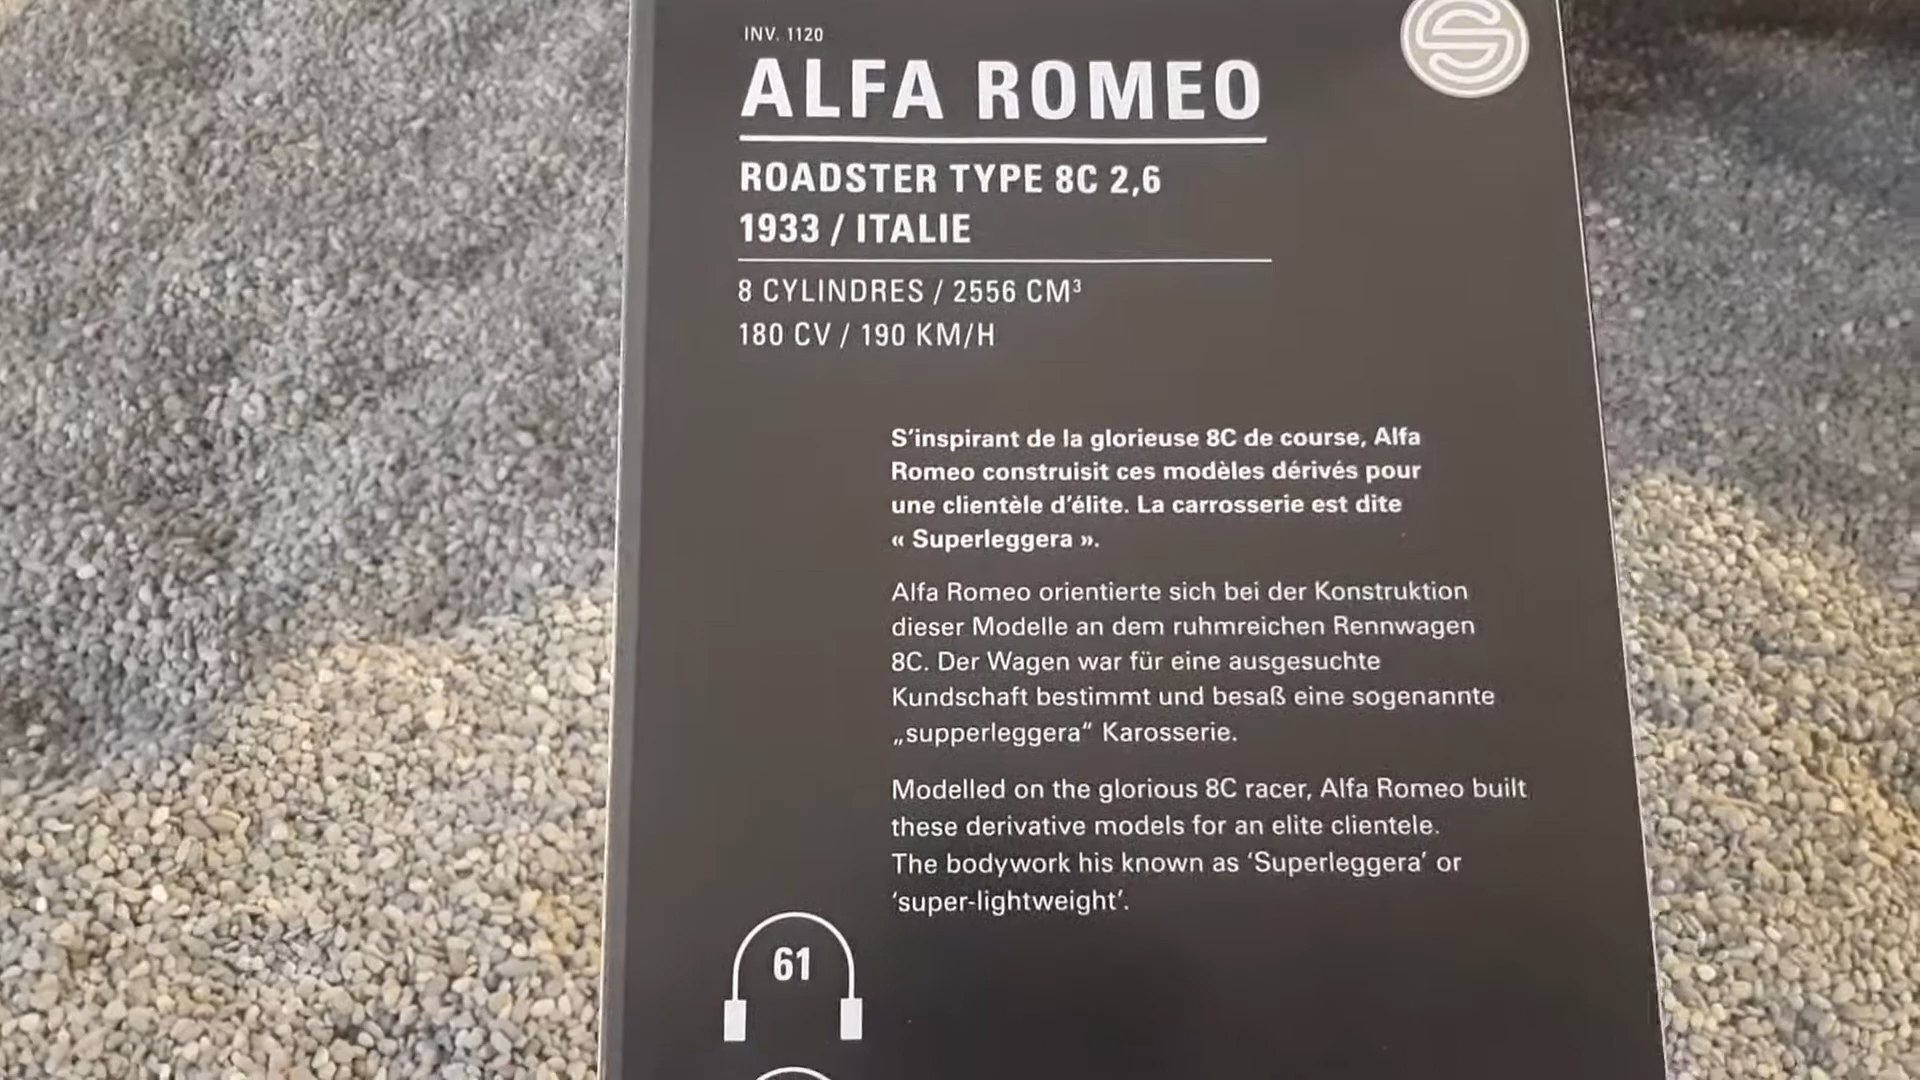 INV. 1120
ALFA ROMEO
ROADSTER TYPE 8C 2,6
1933 / ITALIE
8 CYLINDRES / 2556 CM³
180 CV / 190 KM/H
S'inspirant de la glorieuse 8C de course, Alfa
Romeo construisit ces modèles dérivés pour
une clientèle d'élite. La carrosserie est dite
« Superleggera ».
Alfa Romeo orientierte sich bei der Konstruktion
dieser Modelle an dem ruhmreichen Rennwagen
8C. Der Wagen war für eine ausgesuchte
Kundschaft bestimmt und besaß eine sogenannte
„supperleggera“ Karosserie.
Modelled on the glorious 8C racer, Alfa Romeo built
these derivative models for an elite clientele.
The bodywork his known as ‘Superleggera’ or
‘super-lightweight’.
61